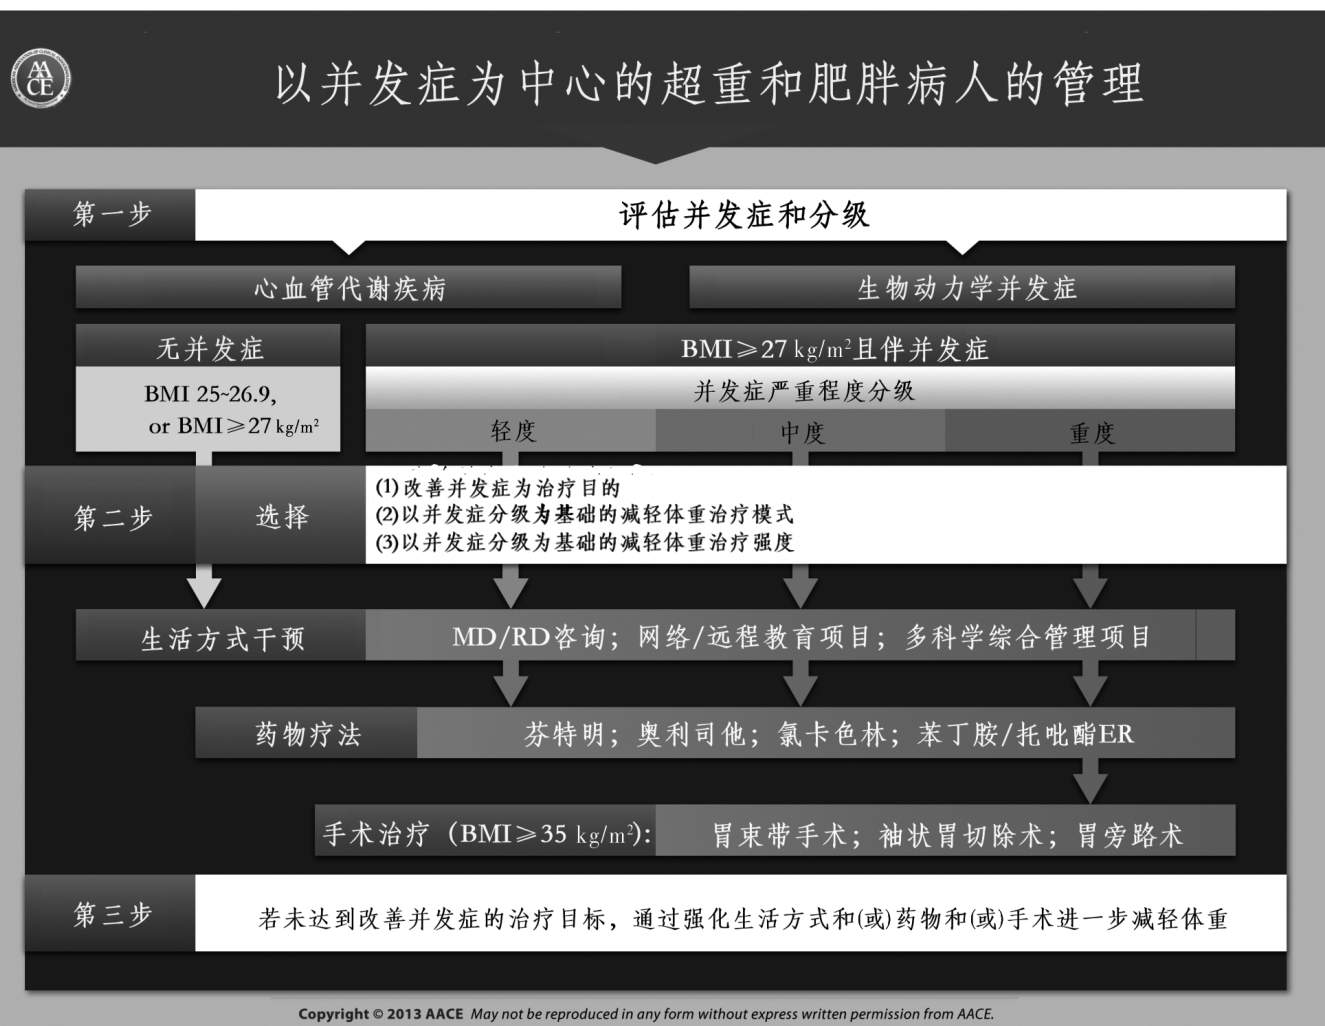 AACE
以并发症为中心的超重和肥胖病人的管理
第一步
评估并发症和分级
心血管代谢疾病
生物动力学并发症
无并发症
BMI≥27 kg/m²且伴并发症
BMI 25~26.9,
or BMI≥27 kg/m²
并发症严重程度分级
轻度
中度
重度
第二步
选择
(1)改善并发症为治疗目的
(2)以并发症分级为基础的减轻体重治疗模式
(3)以并发症分级为基础的减轻体重治疗强度
生活方式干预
MD/RD咨询；网络/远程教育项目；多科学综合管理项目
药物疗法
芬特明；奥利司他；氯卡色林；苯丁胺/托吡酯ER
手术治疗（BMI≥35 kg/m²):
胃束带手术；袖状胃切除术；胃旁路术
第三步
若未达到改善并发症的治疗目标，通过强化生活方式和(或)药物和(或)手术进一步减轻体重
Copyright © 2013 AACE May not be reproduced in any form without express written permission from AACE.